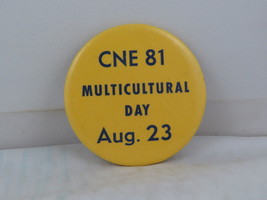 CNE 81
MULTICULTURAL
DAY
Aug. 23